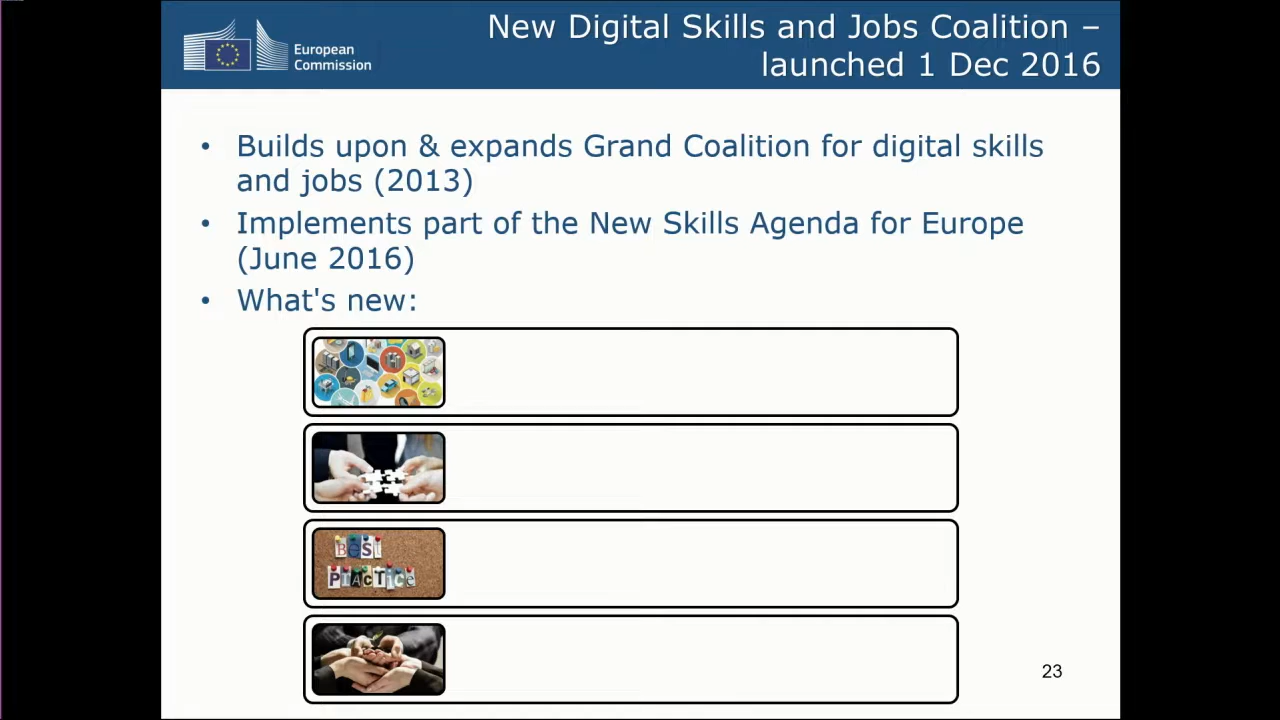 European
Commission
New Digital Skills and Jobs Coalition –
launched 1 Dec 2016
• Builds upon & expands Grand Coalition for digital skills
and jobs (2013)
• Implements part of the New Skills Agenda for Europe
(June 2016)
• What's new:
BeSt
PrAcTice
23